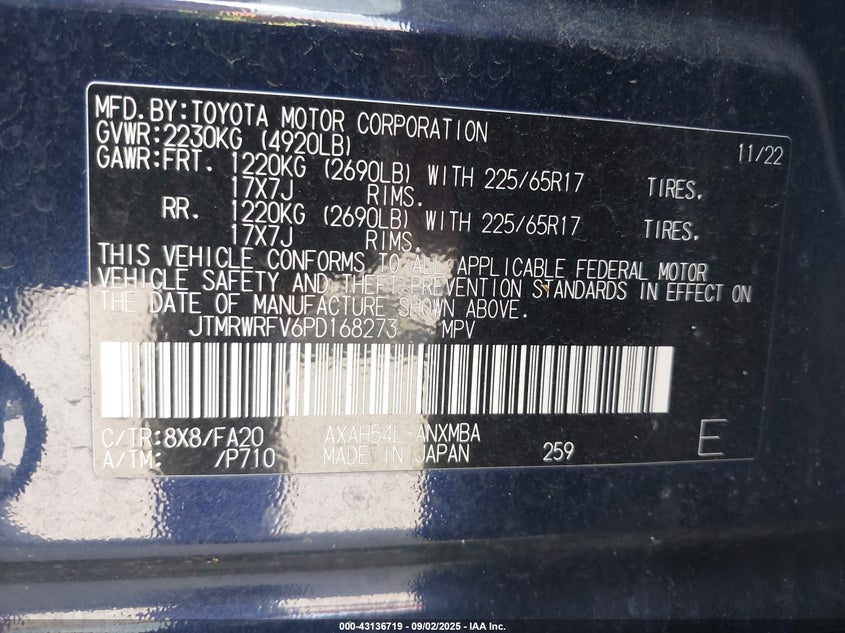 MFD.BY:TOYOTA MOTOR CORPORATION
11/22
GVWR:2230KG (4920LB)
GAWR:FRT. 1220KG (2690LB) WITH 225/65R17 TIRES.
17X7J RIMS.
RR. 1220KG (2690LB) WITH 225/65R17 TIRES.
17X7J RIMS.
THIS VEHICLE CONFORMS TO ALL APPLICABLE FEDERAL MOTOR
VEHICLE SAFETY AND THEFT PREVENTION STANDARDS IN EFFECT ON
THE DATE OF MANUFACTURE SHOWN ABOVE.
JTMRWRFV6PD168273 MPV
C/TR:8X8/FA20 AXAH54L-ANXMBA
A/TM: /P710 MADE IN JAPAN 259 E
000-43136719 - 09/02/2025 - IAA Inc.